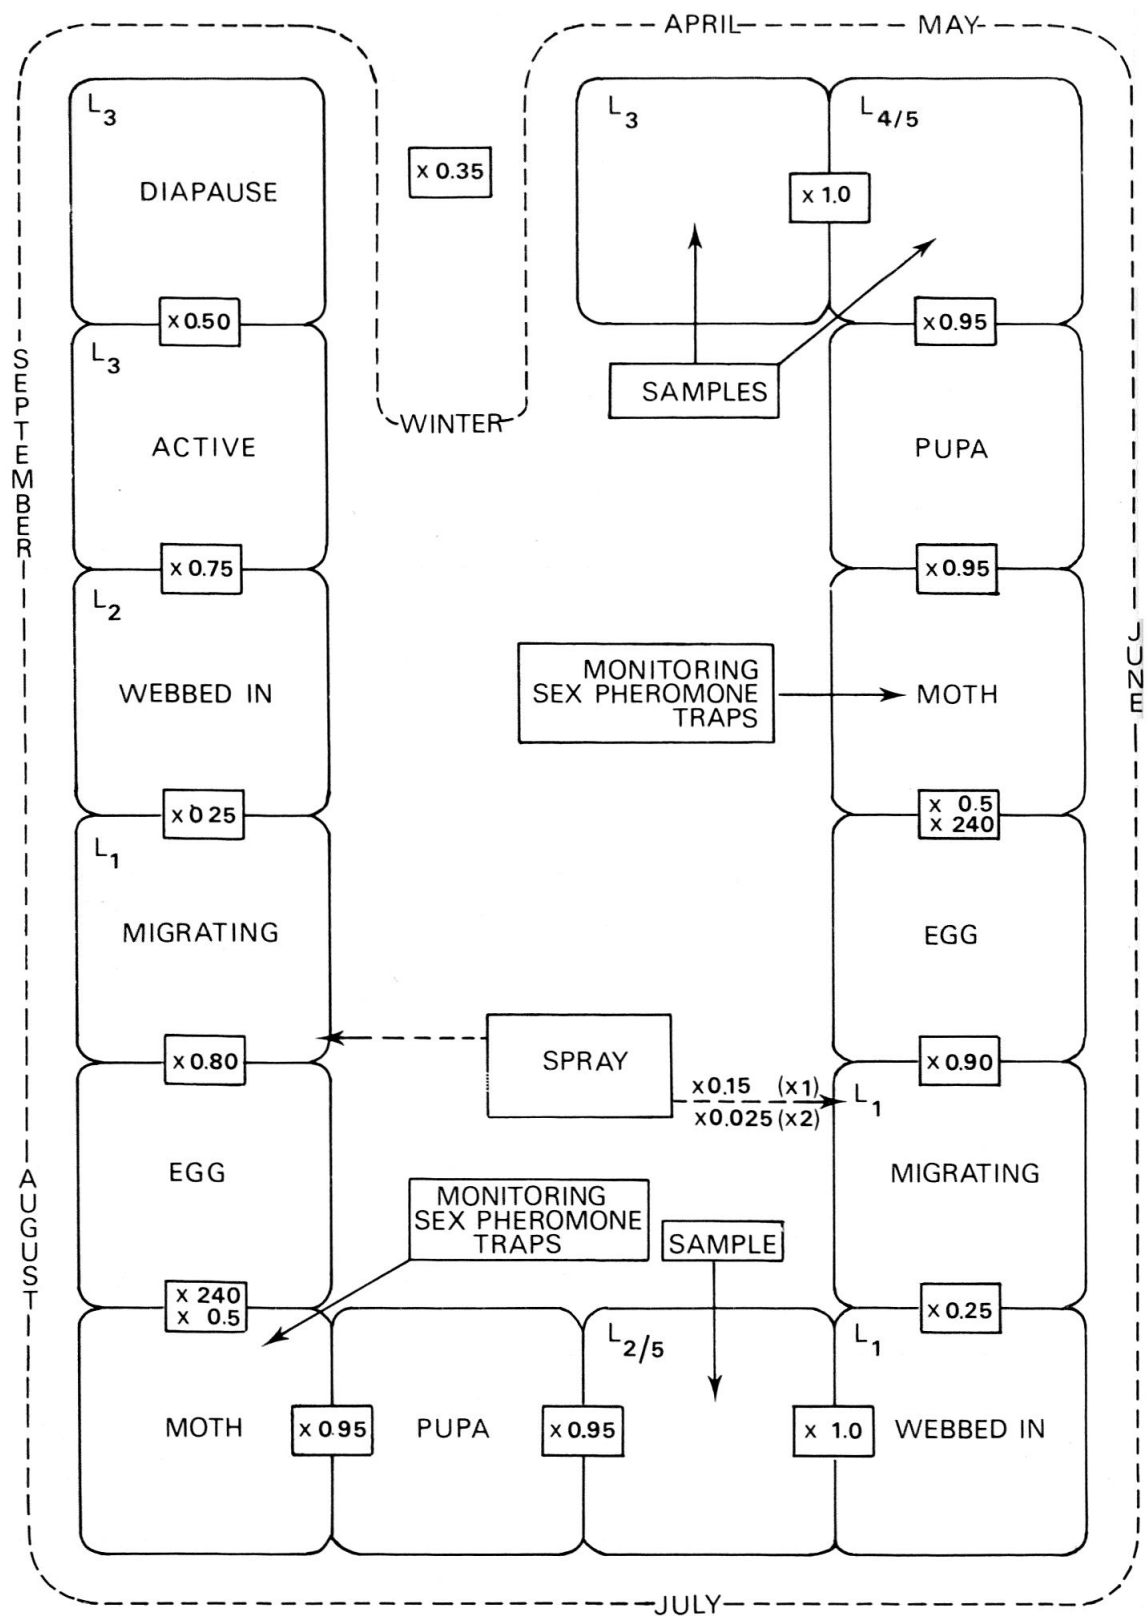 APRIL
MAY
L3
DIAPAUSE
x 0.35
L3
L4/5
x 1.0
SAMPLES
x 0.50
L3
ACTIVE
WINTER
x 0.95
PUPA
SEPTEMBER
x 0.75
L2
WEBBED IN
MONITORING
SEX PHEROMONE
TRAPS
x 0.95
MOTH
JUNE
x 0 25
L1
MIGRATING
x 0.5
x 240
EGG
x 0.80
SPRAY
x0.15 (x1)
x0.025 (x2)
x 0.90
L1
MIGRATING
EGG
AUGUST
MONITORING
SEX PHEROMONE
TRAPS
SAMPLE
x 240
x 0.5
MOTH
x 0.95
PUPA
x 0.95
L2/5
x 1.0
x 0.25
L1
WEBBED IN
JULY